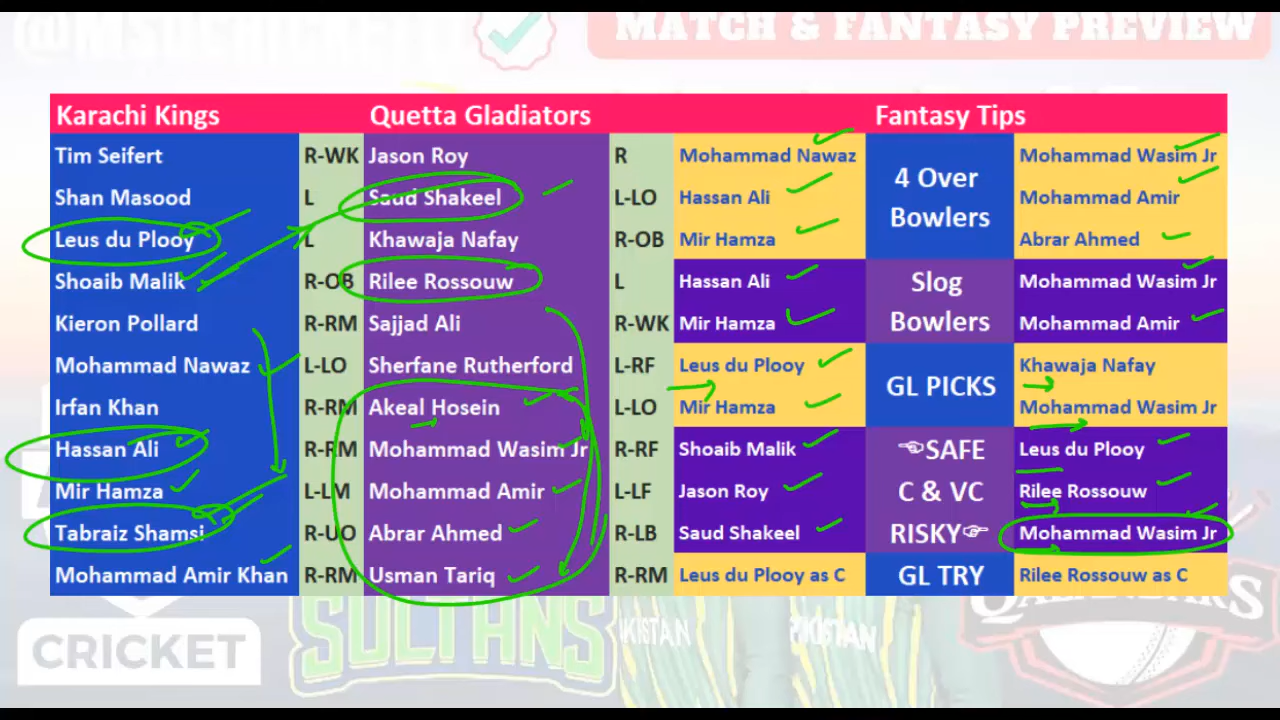 @MSDCRICKET
MATCH & FANTASY PREVIEW
Karachi Kings Quetta Gladiators Fantasy Tips
Tim Seifert R-WK Jason Roy R Mohammad Nawaz 4 Over Bowlers Mohammad Wasim Jr
Shan Masood L Saud Shakeel L-LO Hassan Ali Mohammad Amir
Leus du Plooy L Khawaja Nafay R-OB Mir Hamza Abrar Ahmed
Shoaib Malik R-OB Rilee Rossouw L Hassan Ali Slog Bowlers Mohammad Wasim Jr
Kieron Pollard R-RM Sajjad Ali R-WK Mir Hamza Mohammad Amir
Mohammad Nawaz L-LO Sherfane Rutherford L-RF Leus du Plooy GL PICKS Khawaja Nafay
Irfan Khan R-RM Akeal Hosein L-LO Mir Hamza Mohammad Wasim Jr
Hassan Ali R-RM Mohammad Wasim Jr R-RF Shoaib Malik ☜SAFE Leus du Plooy
Mir Hamza L-LM Mohammad Amir L-LF Jason Roy C & VC Rilee Rossouw
Tabraiz Shamsi R-UO Abrar Ahmed R-LB Saud Shakeel RISKY☞ Mohammad Wasim Jr
Mohammad Amir Khan R-RM Usman Tariq R-RM Leus du Plooy as C GL TRY Rilee Rossouw as C
CRICKET
SULTANS
PAKISTAN
QALANDARS